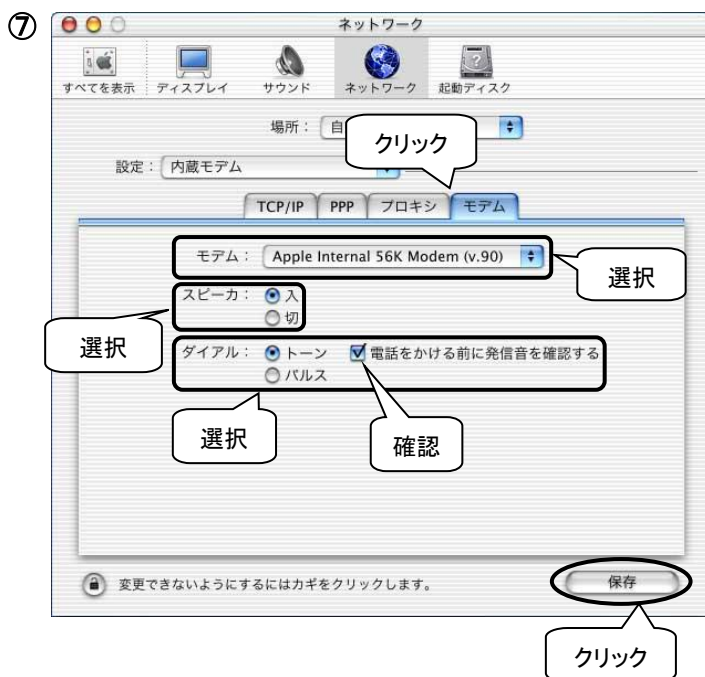 ⑦
ネットワーク
すべてを表示 ディスプレイ サウンド ネットワーク 起動ディスク
場所： 自
クリック
設定： 内蔵モデム
TCP/IP PPP プロキシ モデム
モデム： Apple Internal 56K Modem (v.90)
選択
スピーカ： 入
切
選択
ダイアル： トーン 電話をかける前に発信音を確認する
パルス
選択
確認
変更できないようにするにはカギをクリックします。
保存
クリック